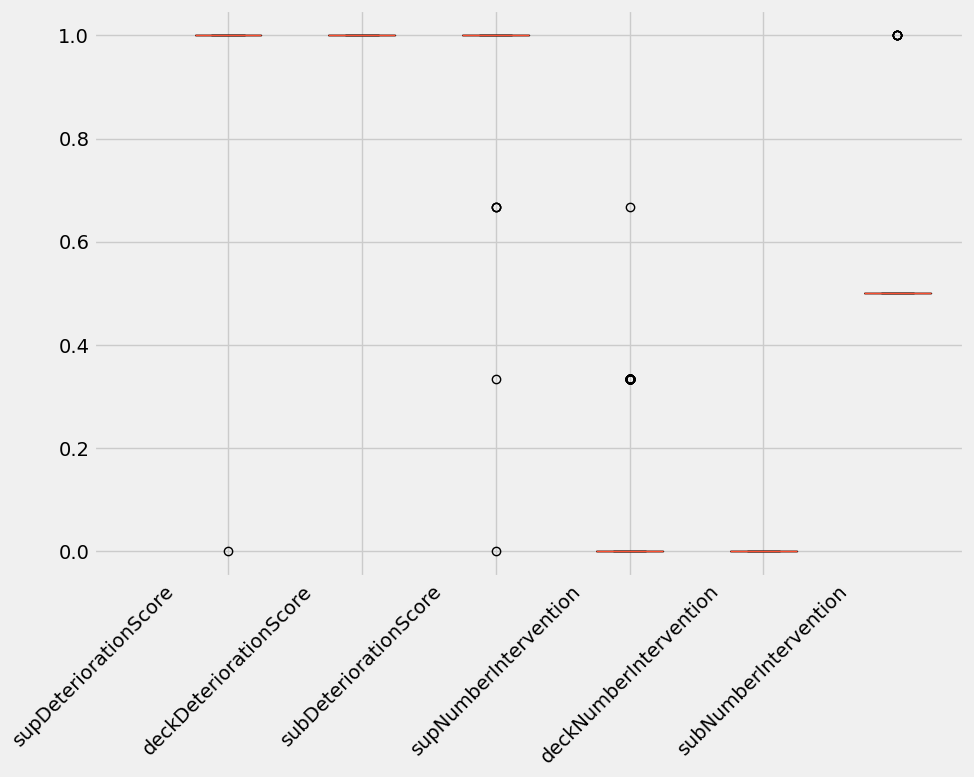 1.0
0.8
0.6
0.4
0.2
0.0
supDeteriorationScore
deckDeteriorationScore
subDeteriorationScore
supNumberIntervention
deckNumberIntervention
subNumberIntervention